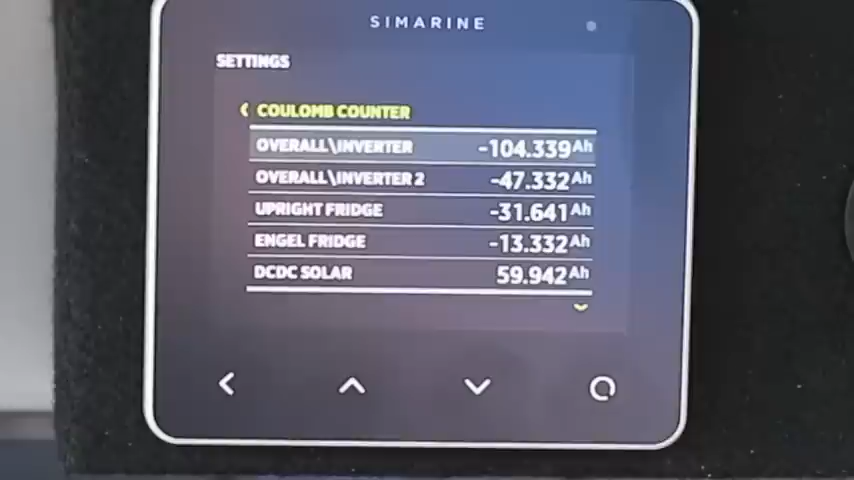 SIMARINE
SETTINGS
COULOMB COUNTER
OVERALL\INVERTER -104.339Ah
OVERALL\INVERTER 2 -47.332Ah
UPRIGHT FRIDGE -31.641Ah
ENGEL FRIDGE -13.332Ah
DCDC SOLAR 59.942Ah